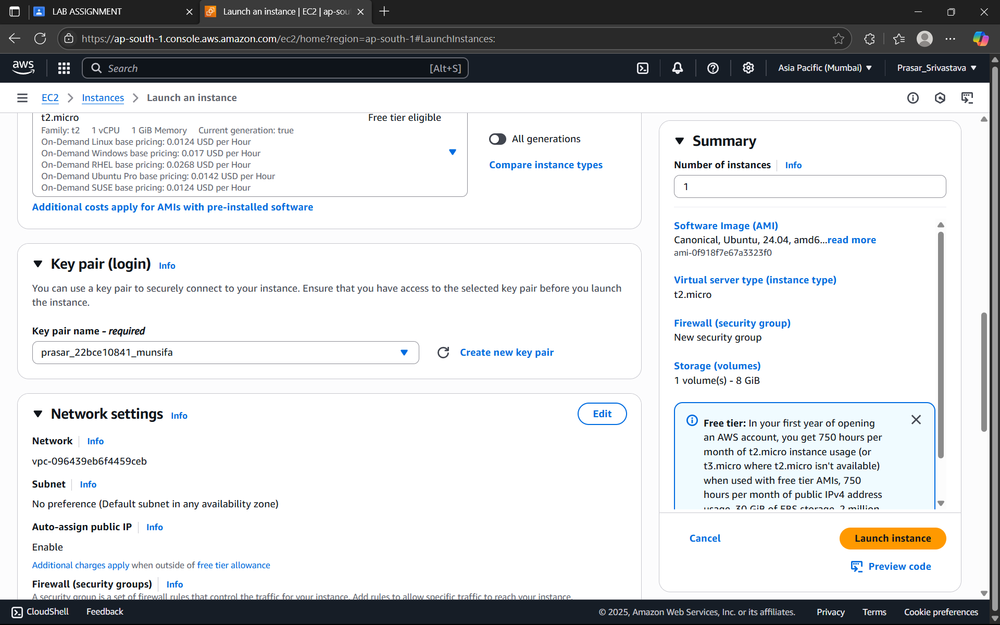 LAB ASSIGNMENT
Launch an instance | EC2 | ap-sou
https://ap-south-1.console.aws.amazon.com/ec2/home?region=ap-south-1#LaunchInstances:
aws
Search
[Alt+S]
Asia Pacific (Mumbai)
Prasar_Srivastava
EC2 > Instances > Launch an instance
t2.micro
Free tier eligible
Family: t2 1 vCPU 1 GiB Memory Current generation: true
On-Demand Linux base pricing: 0.0124 USD per Hour
On-Demand Windows base pricing: 0.017 USD per Hour
On-Demand RHEL base pricing: 0.0268 USD per Hour
On-Demand Ubuntu Pro base pricing: 0.0142 USD per Hour
On-Demand SUSE base pricing: 0.0124 USD per Hour
All generations
Compare instance types
Additional costs apply for AMIs with pre-installed software
Key pair (login) Info
You can use a key pair to securely connect to your instance. Ensure that you have access to the selected key pair before you launch
the instance.
Key pair name - required
prasar_22bce10841_munsifa
Create new key pair
Network settings Info
Edit
Network Info
vpc-096439eb6f4459ceb
Subnet Info
No preference (Default subnet in any availability zone)
Auto-assign public IP Info
Enable
Additional charges apply when outside of free tier allowance
Firewall (security groups) Info
A security group is a set of firewall rules that control the traffic for your instance. Add rules to allow specific traffic to reach your instance.
Summary
Number of instances Info
1
Software Image (AMI)
Canonical, Ubuntu, 24.04, amd6...read more
ami-0f918f7e67a3323f0
Virtual server type (instance type)
t2.micro
Firewall (security group)
New security group
Storage (volumes)
1 volume(s) - 8 GiB
Free tier: In your first year of opening
an AWS account, you get 750 hours per
month of t2.micro instance usage (or
t3.micro where t2.micro isn't available)
when used with free tier AMIs, 750
hours per month of public IPv4 address
usage, 30 GiB of EBS storage, 2 million
Cancel
Launch instance
Preview code
CloudShell
Feedback
© 2025, Amazon Web Services, Inc. or its affiliates.
Privacy
Terms
Cookie preferences